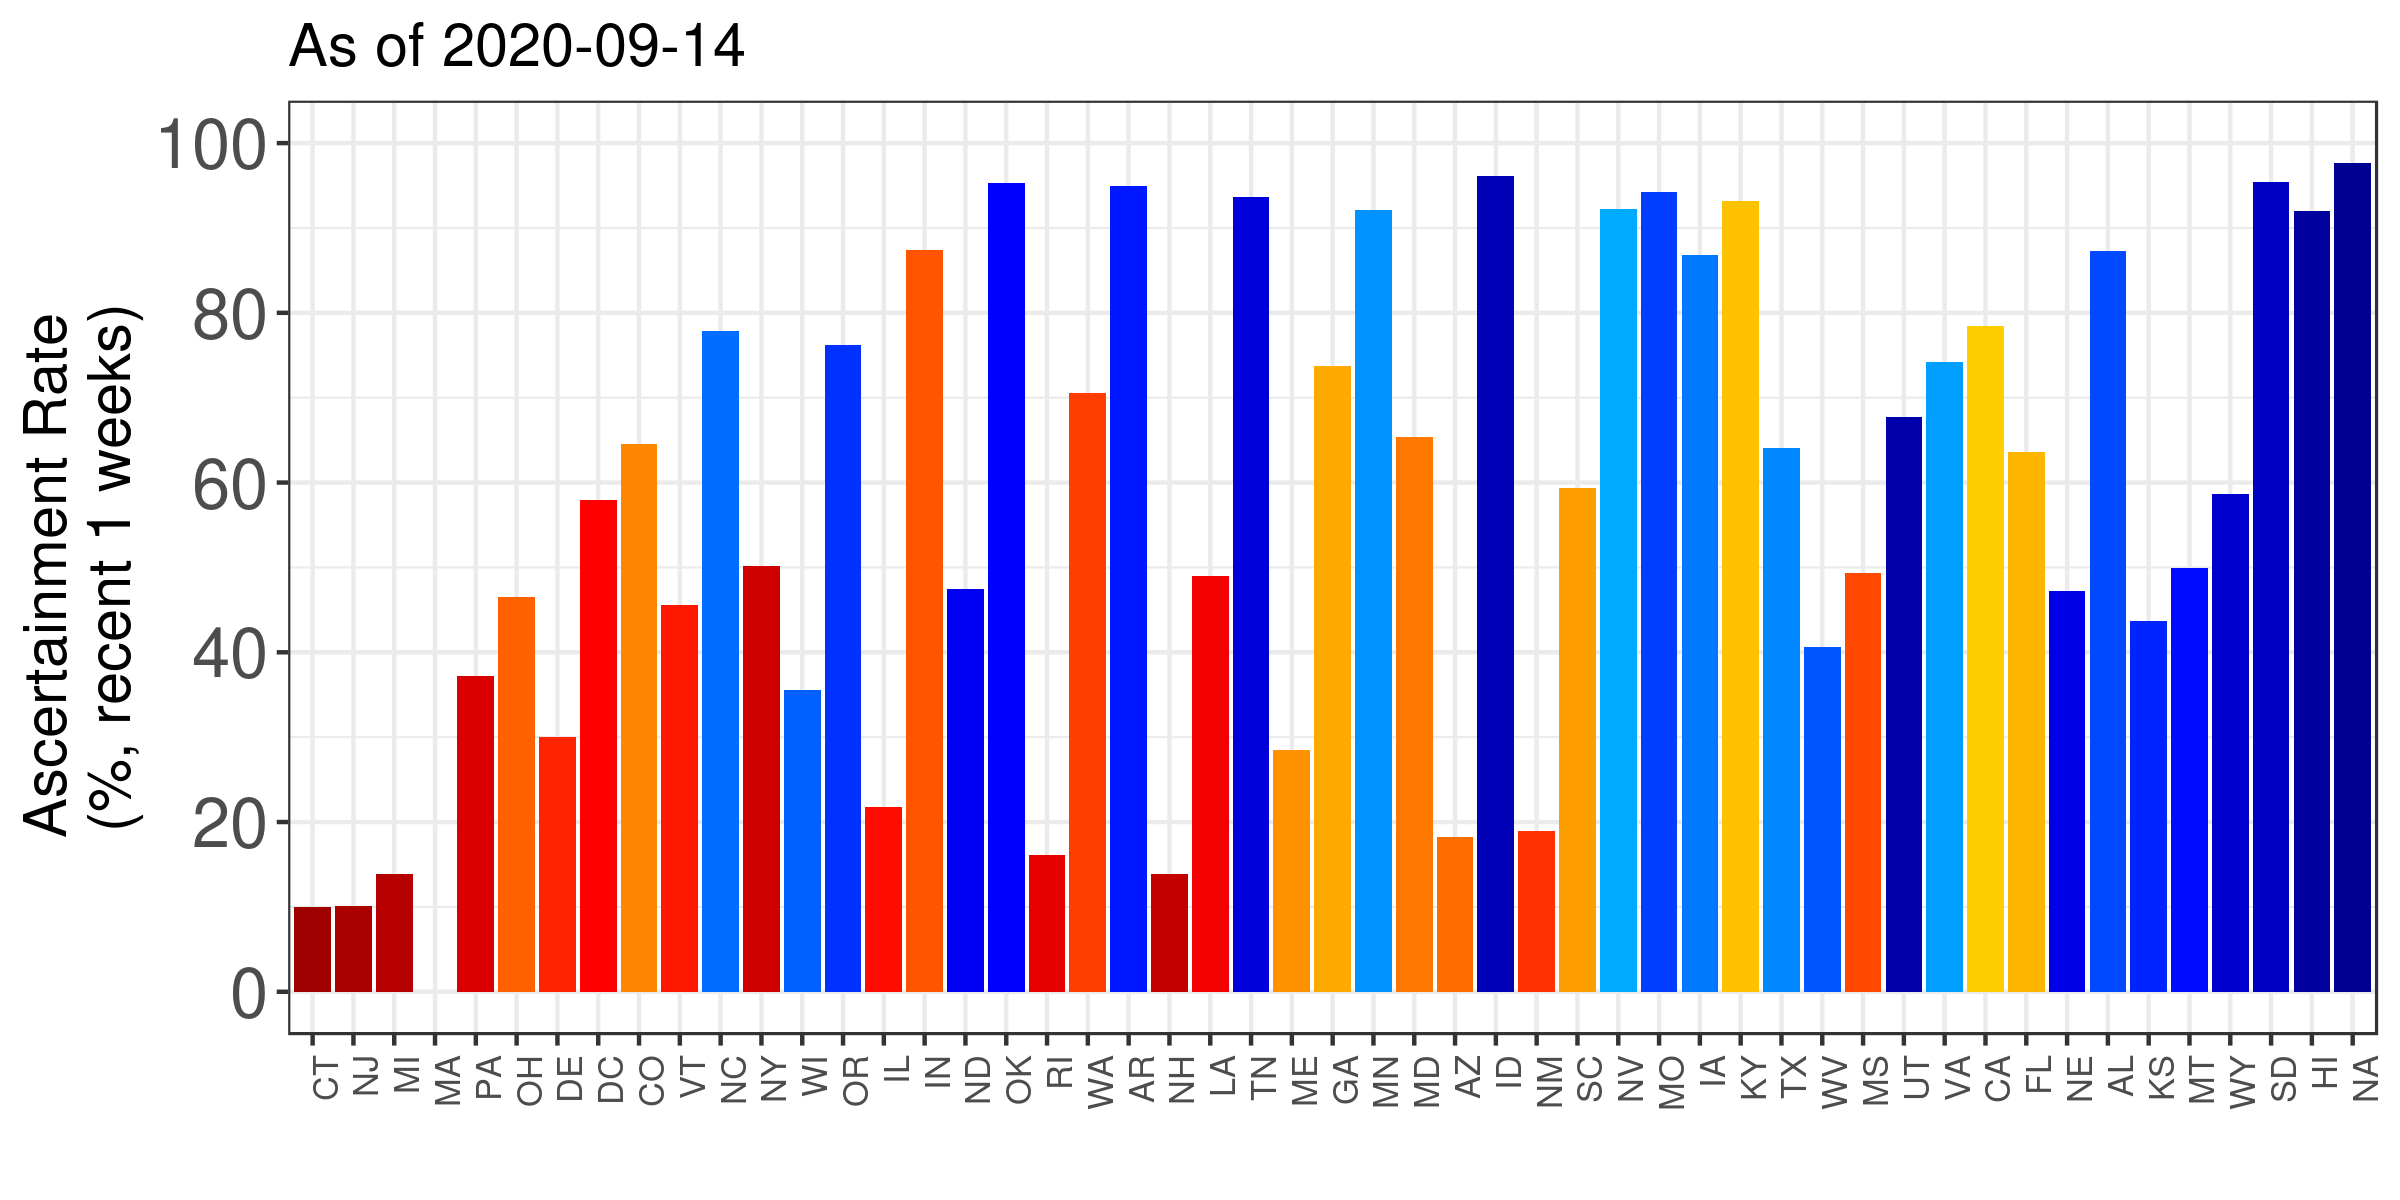 As of 2020-09-14
Ascertainment Rate
(%, recent 1 weeks)
100
80
60
40
20
0
CT NJ MI MA PA OH DE DC CO VT NC NY WI OR IL IN ND OK RI WA AR NH LA TN ME GA MN MD AZ ID NM SC NV MO IA KY TX WV MS UT VA CA FL NE AL KS MT WY SD HI NA